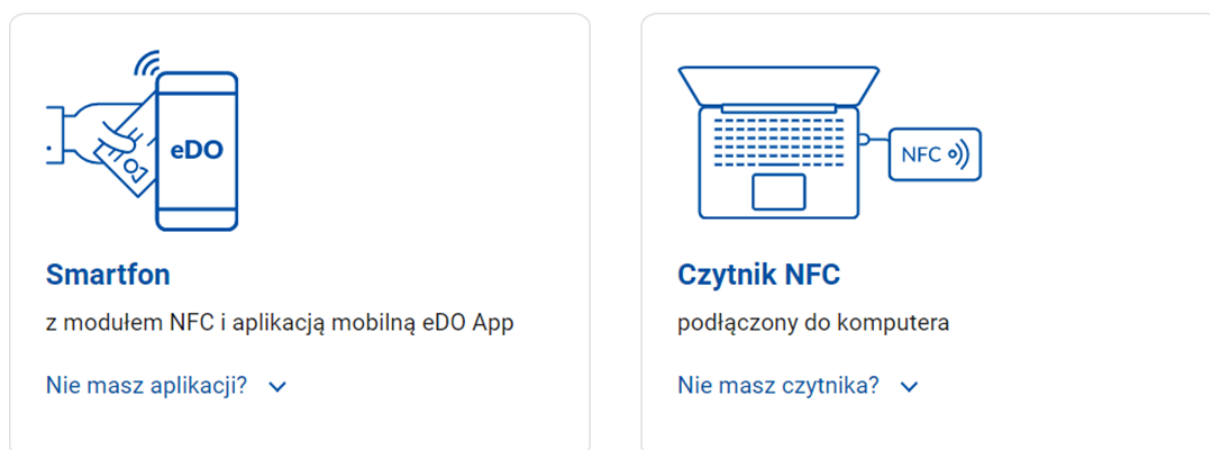 eDO
Smartfon
z modułem NFC i aplikacją mobilną eDO App
Nie masz aplikacji?
NFC
Czytnik NFC
podłączony do komputera
Nie masz czytnika?